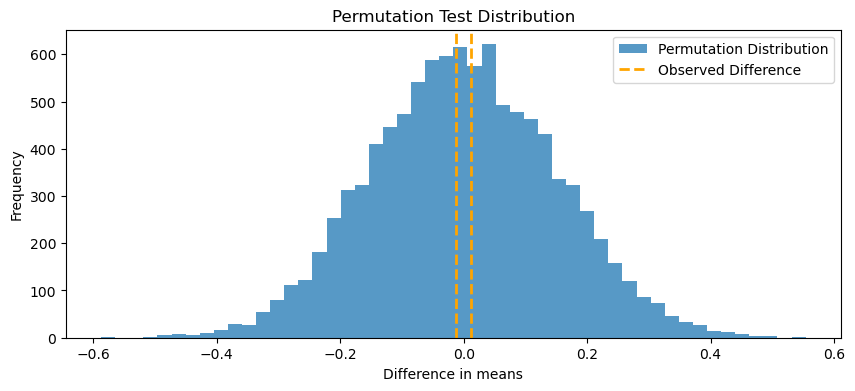 Permutation Test Distribution
Permutation Distribution
Observed Difference
Frequency
600
500
400
300
200
100
0
−0.6
−0.4
−0.2
0.0
0.2
0.4
0.6
Difference in means